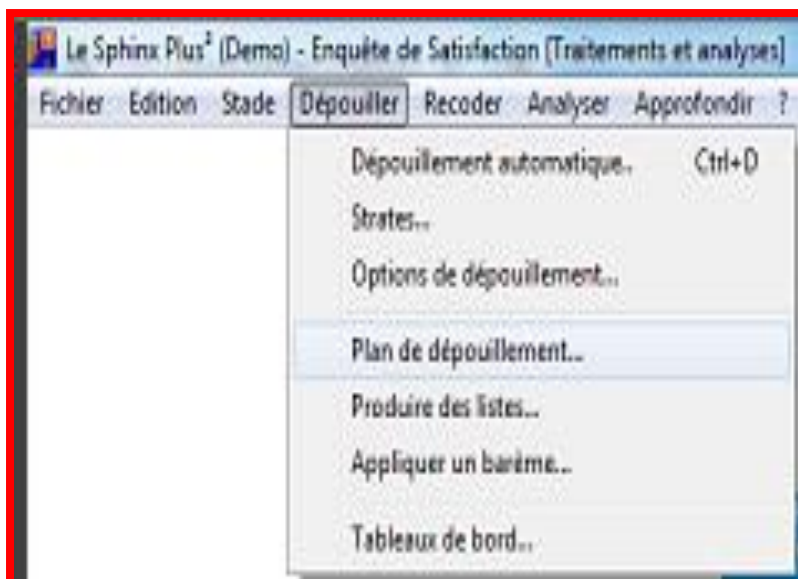 Le Sphinx Plus² (Demo) - Enquête de Satisfaction [Traitements et analyses]
Fichier Edition Stade Dépouiller Recoder Analyser Approfondir ?
Dépouillement automatique.. Ctrl+D
Strates...
Options de dépouillement...
Plan de dépouillement...
Produire des listes...
Appliquer un barème...
Tableaux de bord...